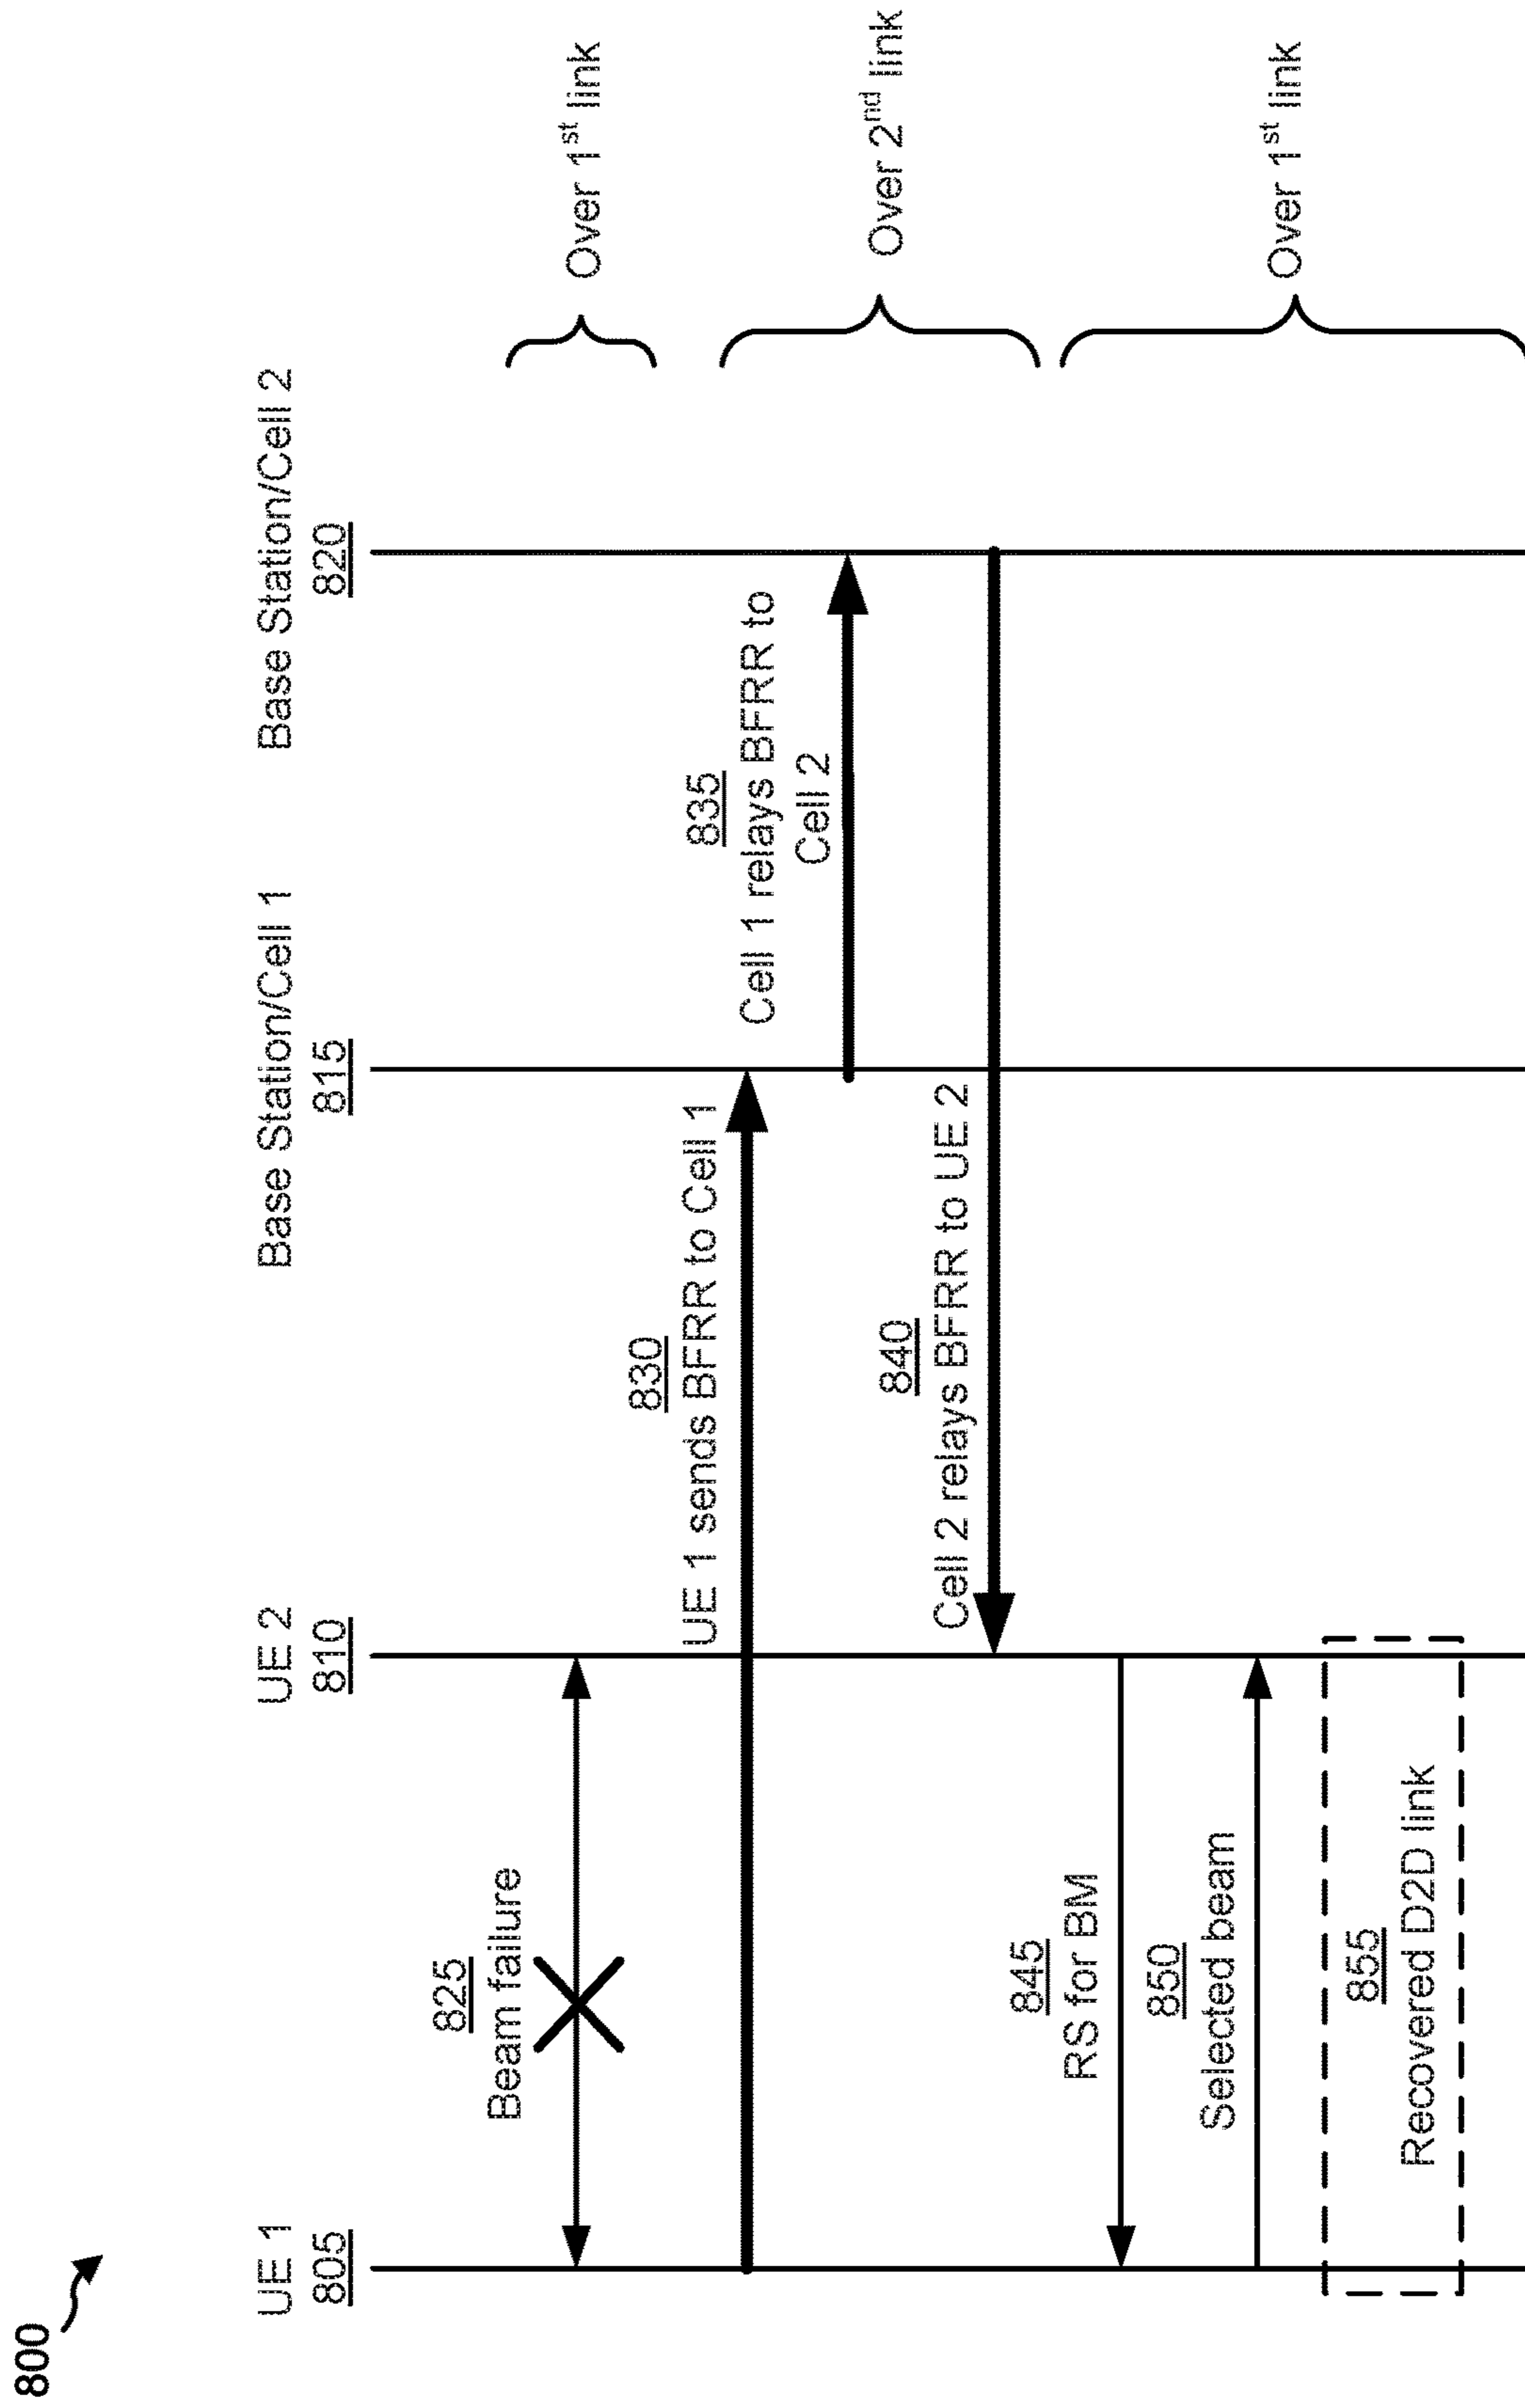 800
UE 1
805
UE 2
810
Base Station/Cell 1
815
Base Station/Cell 2
820
825
Beam failure
Over 1st link
830
UE 1 sends BFRR to Cell 1
835
Cell 1 relays BFRR to
Cell 2
Over 2nd link
840
Cell 2 relays BFRR to UE 2
845
RS for BM
850
Selected beam
Over 1st link
855
Recovered D2D link